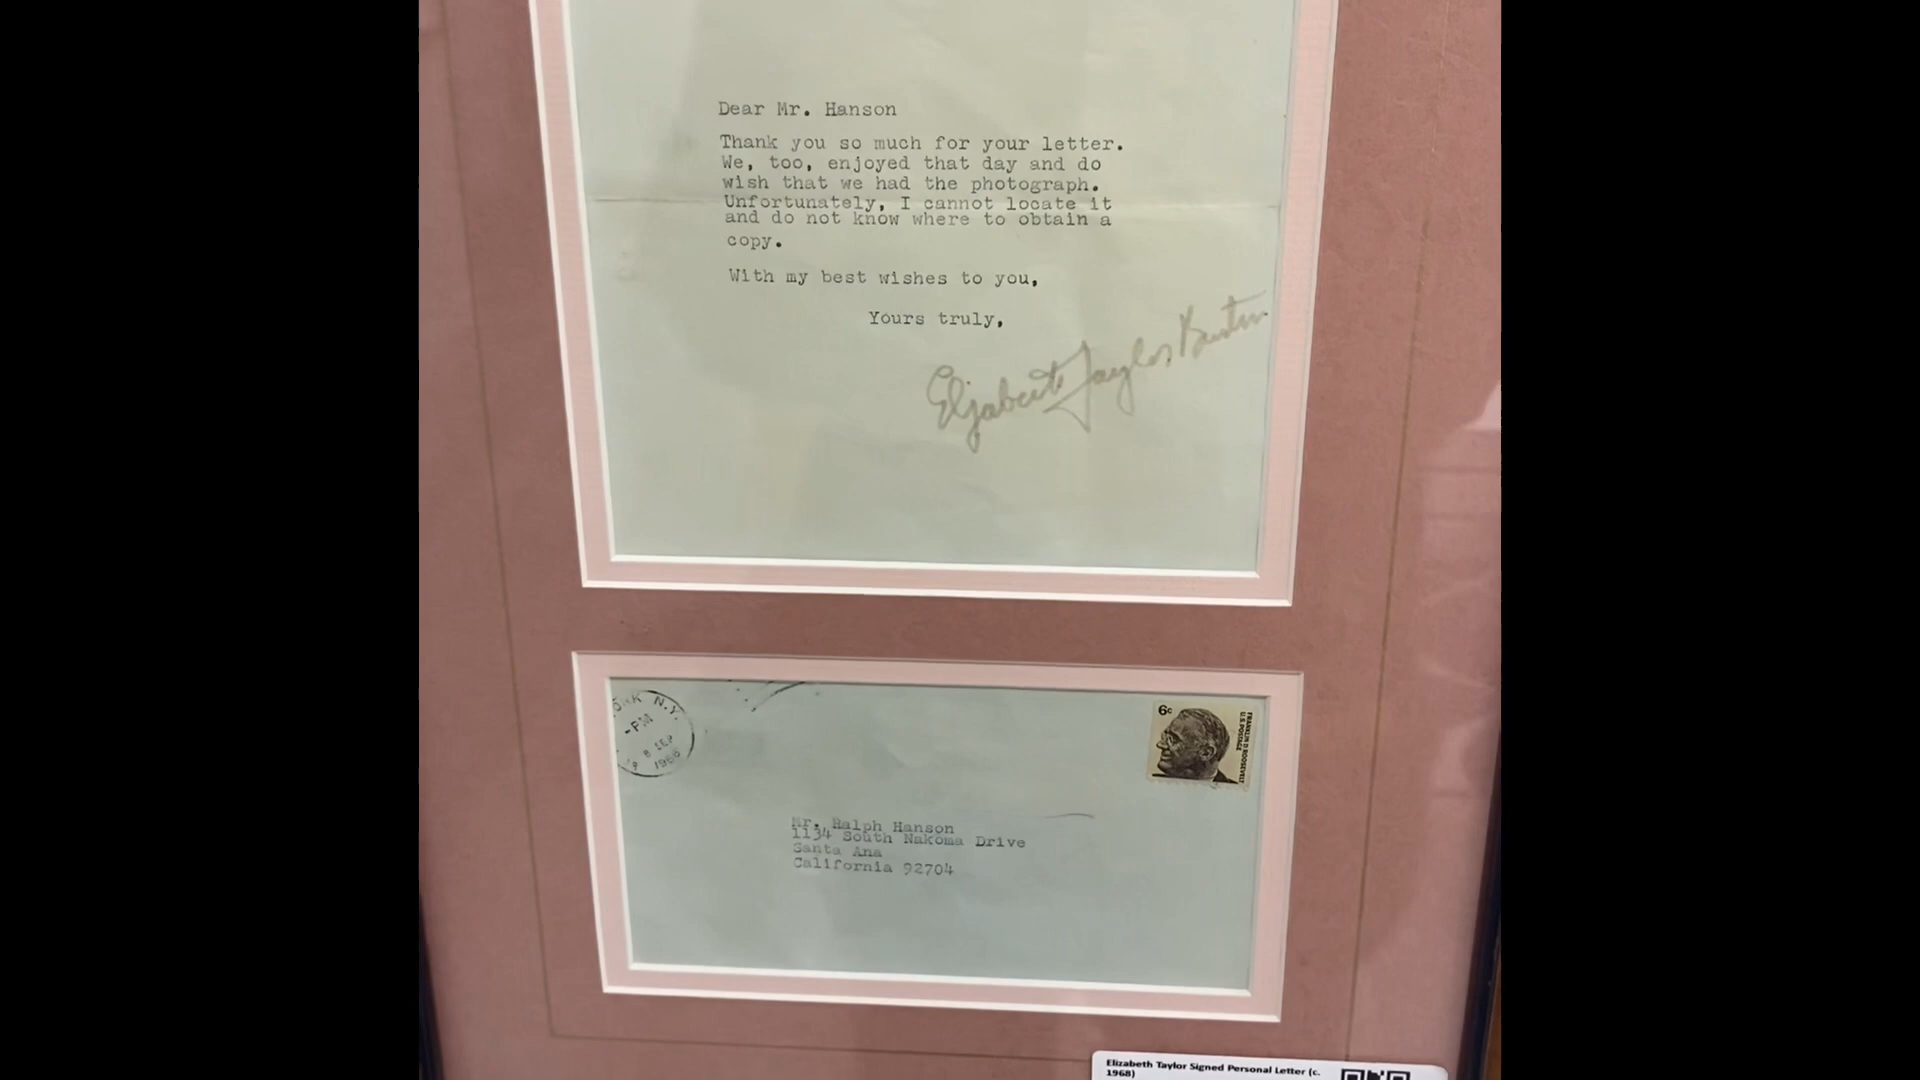 Dear Mr. Hanson
Thank you so much for your letter.
We, too, enjoyed that day and do
wish that we had the photograph.
Unfortunately, I cannot locate it
and do not know where to obtain a
copy.
With my best wishes to you,
Yours truly,
Elizabeth Taylor Burton
N.Y.
-PM
8 SEP
1968
6c
FRANKLIN D. ROOSEVELT
U.S. POSTAGE
Mr. Ralph Hanson
1134 South Nakoma Drive
Santa Ana
California 92704
Elizabeth Taylor Signed Personal Letter (c.
1968)